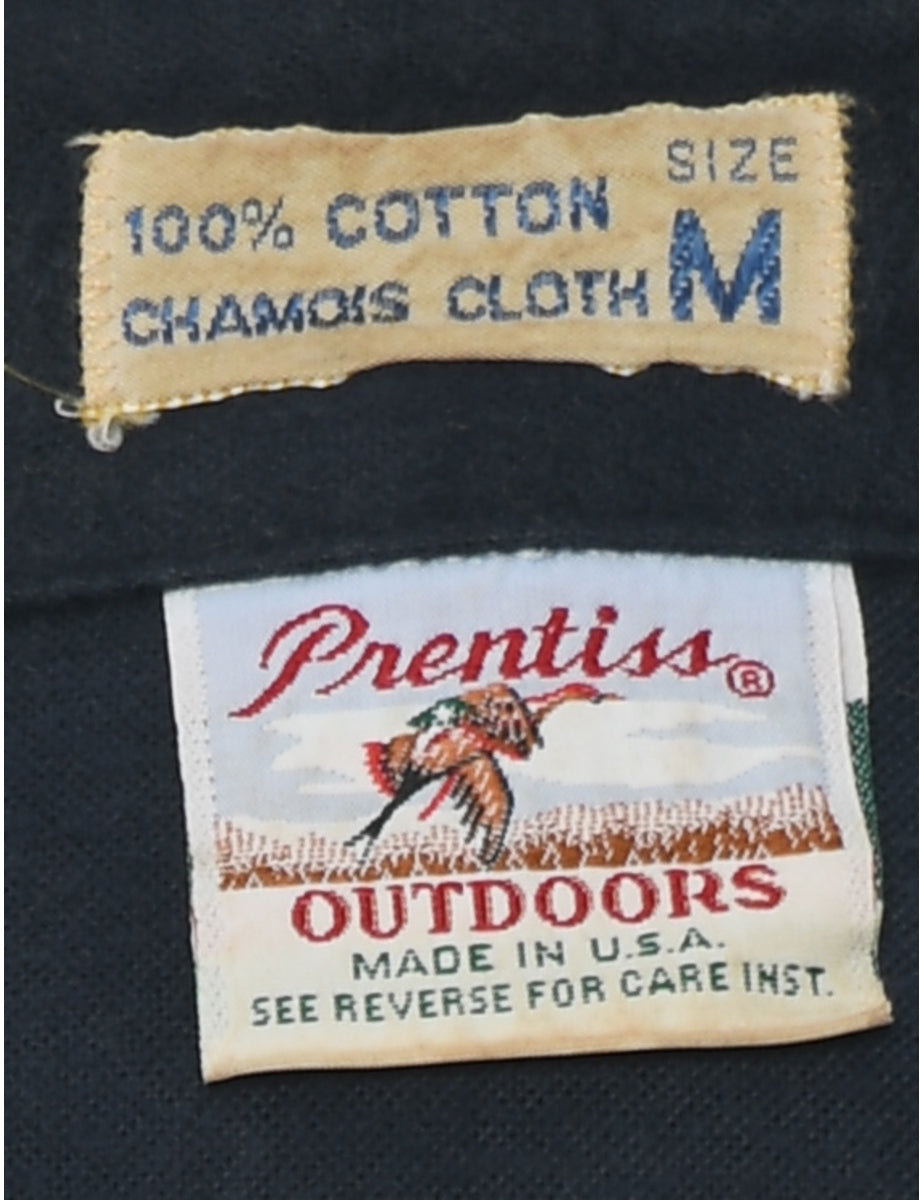 SIZE
100% COTTON
M
CHAMOIS CLOTH
Prentiss®
OUTDOORS
MADE IN U.S.A.
SEE REVERSE FOR CARE INST.